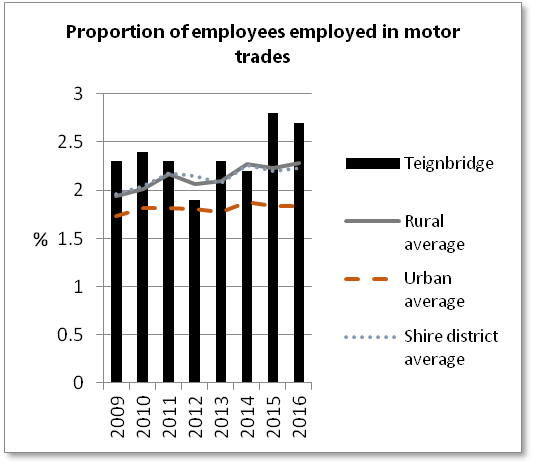 Proportion of employees employed in motor
trades
3
2.5
2
1.5
1
0.5
0
%
2009
2010
2011
2012
2013
2014
2015
2016
Teignbridge
Rural
average
Urban
average
Shire district
average